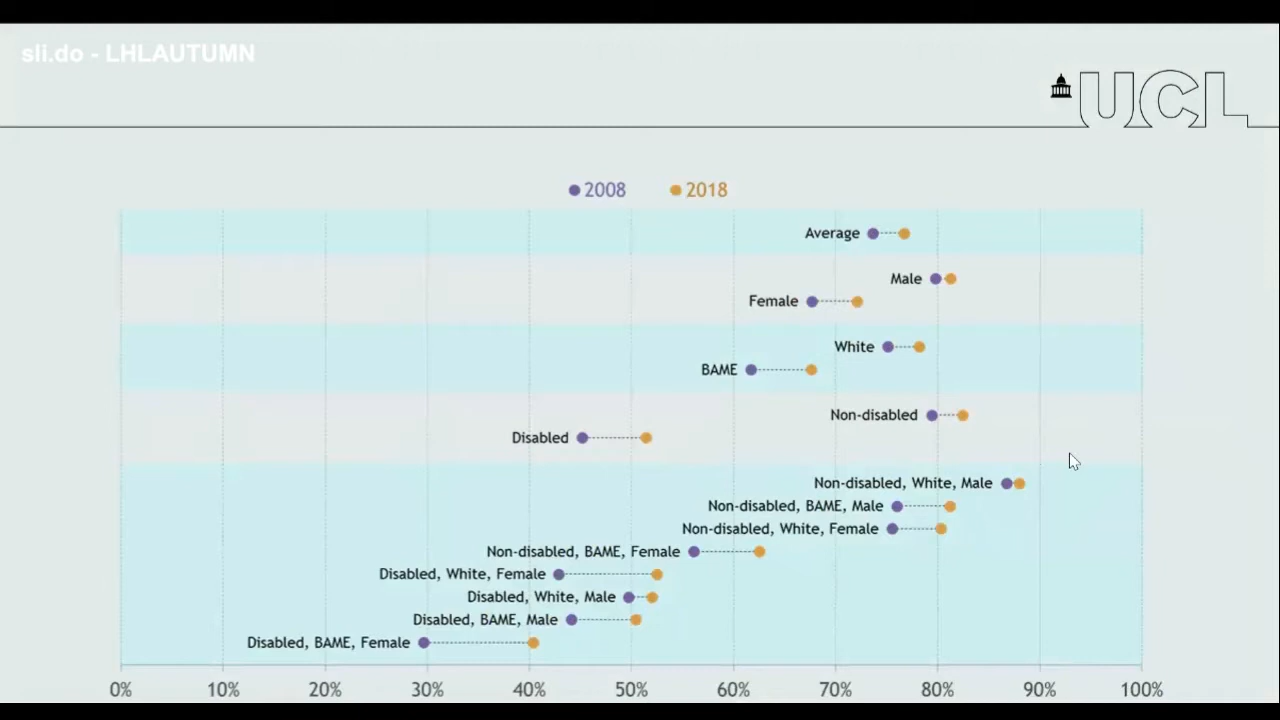 sli.do - LHLAUTUMN
UCL
2008 2018
Average
Male
Female
White
BAME
Non-disabled
Disabled
Non-disabled, White, Male
Non-disabled, BAME, Male
Non-disabled, White, Female
Non-disabled, BAME, Female
Disabled, White, Female
Disabled, White, Male
Disabled, BAME, Male
Disabled, BAME, Female
0% 10% 20% 30% 40% 50% 60% 70% 80% 90% 100%